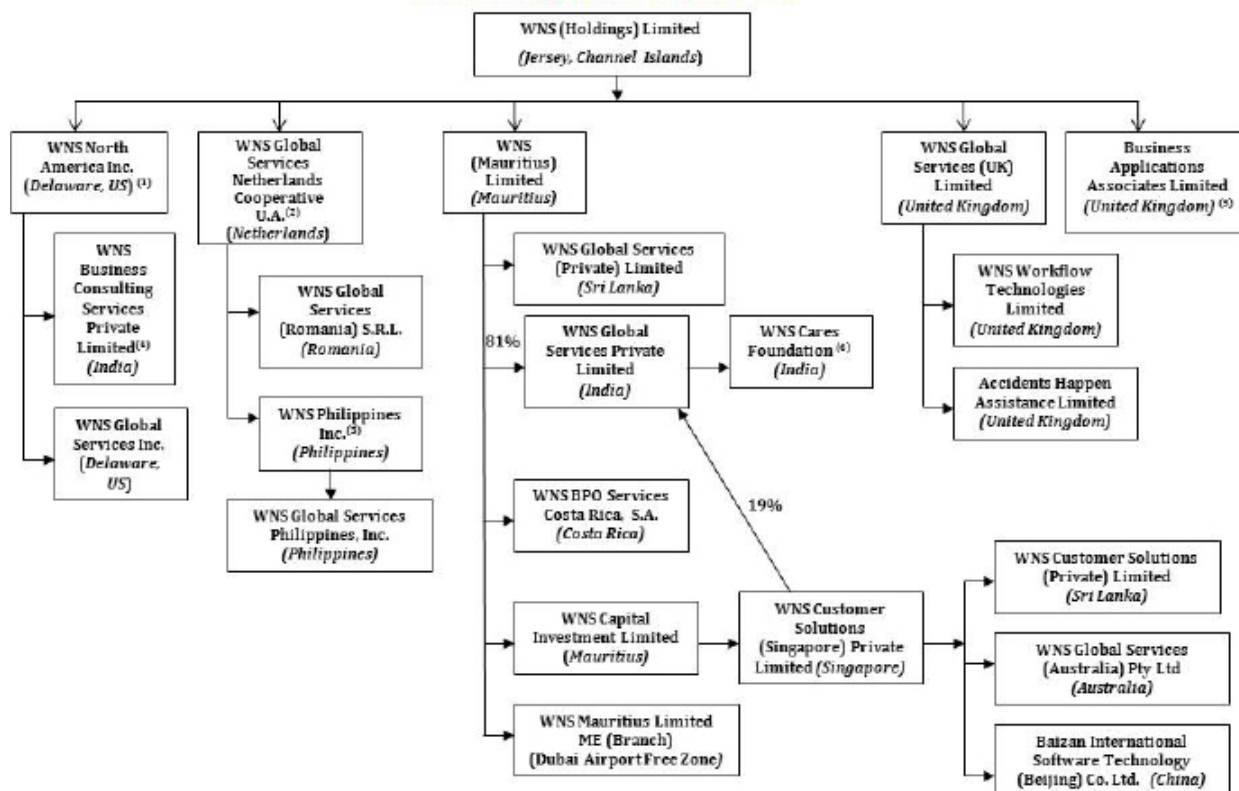 WNS (Holdings) Limited
(Jersey, Channel Islands)
WNS North
America Inc.
(Delaware, US) (1)
WNS Global
Services
Netherlands
Cooperative
U.A.(2)
(Netherlands)
WNS
(Mauritius)
Limited
(Mauritius)
WNS Global
Services (UK)
Limited
(United Kingdom)
Business
Applications
Associates Limited
(United Kingdom) (5)
WNS
Business
Consulting
Services
Private
Limited(4)
(India)
WNS Global
Services Inc.
(Delaware,
US)
WNS Global
Services
(Romania) S.R.L.
(Romania)
WNS Philippines
Inc.(3)
(Philippines)
WNS Global Services
Philippines, Inc.
(Philippines)
WNS Global Services
(Private) Limited
(Sri Lanka)
81%
WNS Global
Services Private
Limited
(India)
WNS Cares
Foundation (6)
(India)
WNS BPO Services
Costa Rica, S.A.
(Costa Rica)
19%
WNS Capital
Investment Limited
(Mauritius)
WNS Customer
Solutions
(Singapore) Private
Limited (Singapore)
WNS Mauritius Limited
ME (Branch)
(Dubai Airport Free Zone)
WNS Workflow
Technologies
Limited
(United Kingdom)
Accidents Happen
Assistance Limited
(United Kingdom)
WNS Customer Solutions
(Private) Limited
(Sri Lanka)
WNS Global Services
(Australia) Pty Ltd
(Australia)
Baizan International
Software Technology
(Beijing) Co. Ltd. (China)